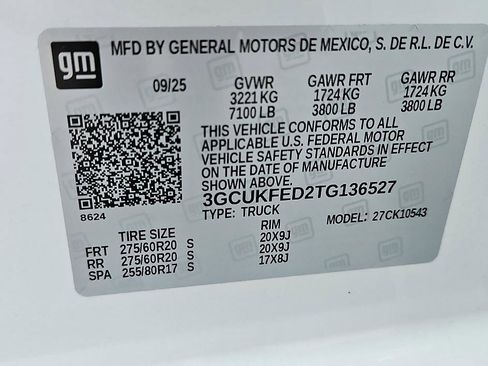 gm MFD BY GENERAL MOTORS DE MEXICO, S. DE R.L. DE C.V.
09/25 GVWR GAWR FRT GAWR RR
3221 KG 1724 KG 1724 KG
7100 LB 3800 LB 3800 LB
THIS VEHICLE CONFORMS TO ALL
APPLICABLE U.S. FEDERAL MOTOR
VEHICLE SAFETY STANDARDS IN EFFECT
ON THE DATE OF MANUFACTURE
SHOWN ABOVE.
3GCUKFED2TG136527
8624 TYPE: TRUCK MODEL: 27CK10543
TIRE SIZE RIM
FRT 275/60R20 S 20X9J
RR 275/60R20 S 20X9J
SPA 255/80R17 S 17X8J